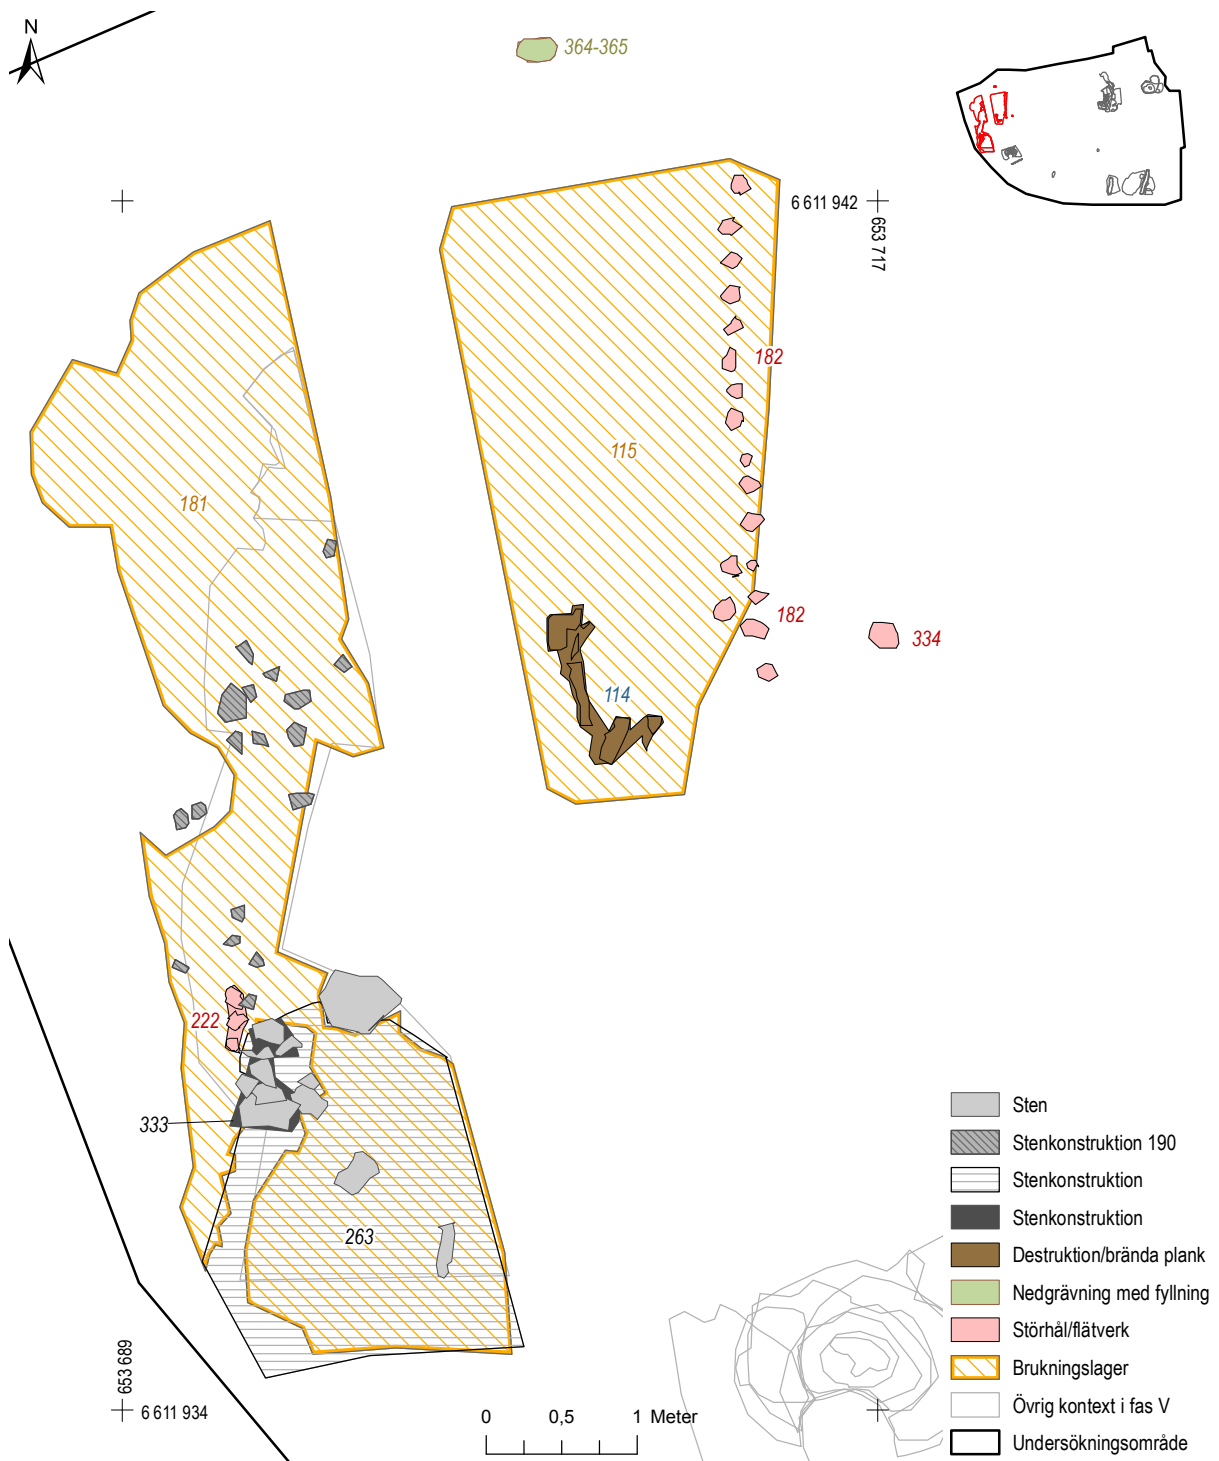 N
364-365
6 611 942
653 717
182
115
181
182
334
114
222
333
263
653 689
6 611 934
0 0,5 1 Meter
Sten
Stenkonstruktion 190
Stenkonstruktion
Stenkonstruktion
Destruktion/brända plank
Nedgrävning med fyllning
Störhål/flätverk
Brukningslager
Övrig kontext i fas V
Undersökningsområde